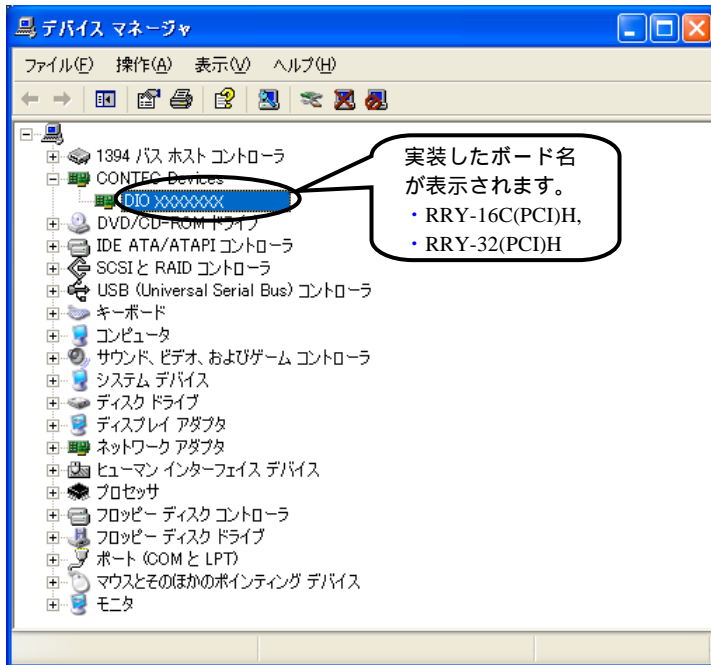 デバイス マネージャ
ファイル(F) 操作(A) 表示(V) ヘルプ(H)
1394 バス ホスト コントローラ
CONTEC Devices
DIO XXXXXXX
DVD/CD-ROM ドライブ
IDE ATA/ATAPI コントローラ
SCSI と RAID コントローラ
USB (Universal Serial Bus) コントローラ
キーボード
コンピュータ
サウンド、ビデオ、およびゲーム コントローラ
システム デバイス
ディスク ドライブ
ディスプレイ アダプタ
ネットワーク アダプタ
ヒューマン インターフェイス デバイス
プロセッサ
フロッピー ディスク コントローラ
フロッピー ディスク ドライブ
ポート (COM と LPT)
マウスとそのほかのポインティング デバイス
モニタ
実装したボード名
が表示されます。
・RRY-16C(PCI)H,
・RRY-32(PCI)H